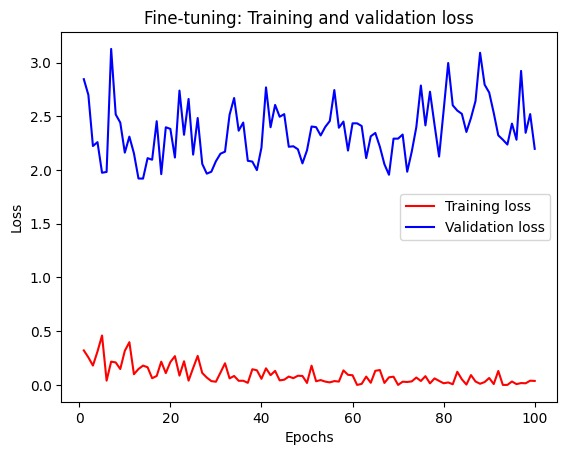 Fine-tuning: Training and validation loss
3.0
2.5
2.0
1.5
1.0
0.5
0.0
Loss
Training loss
Validation loss
0 20 40 60 80 100
Epochs